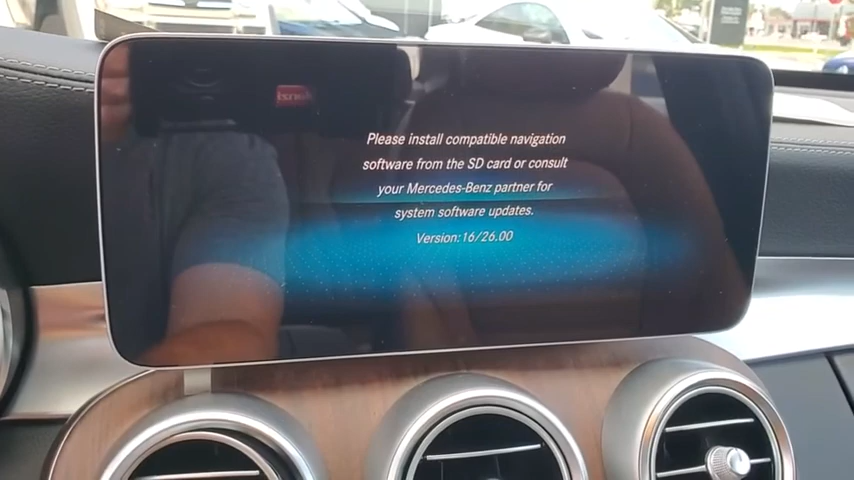 Please install compatible navigation
software from the SD card or consult
your Mercedes-Benz partner for
system software updates.
Version: 16/26.00